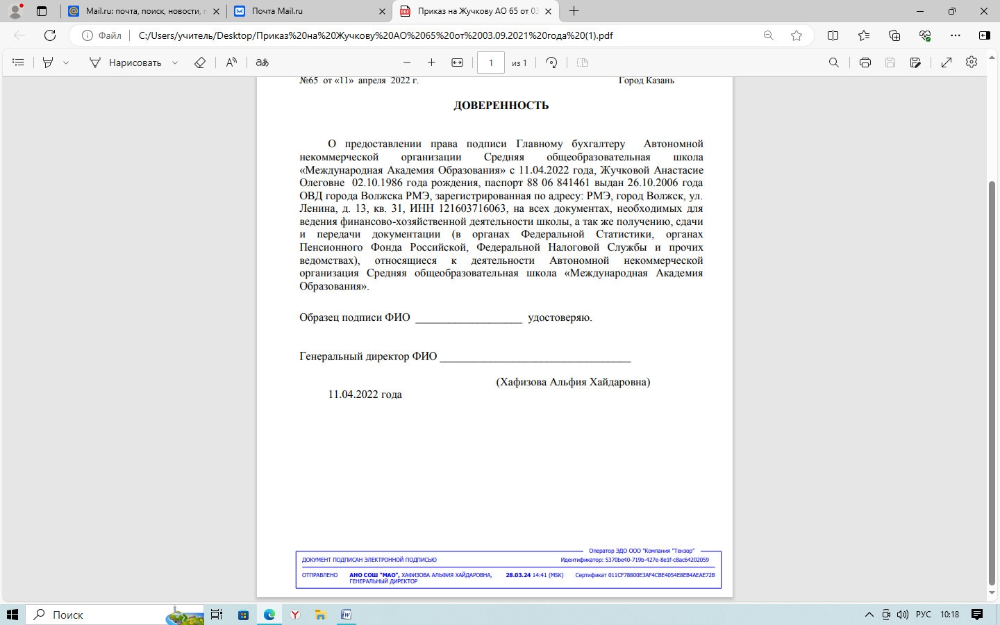 Mail.ru: почта, поиск, новости, п
Почта Mail.ru
Приказ на Жучкову АО 65 от 03
Файл
C:/Users/учитель/Desktop/Приказ%20на%20Жучкову%20АО%2065%20от%2003.09.2021%20года%20(1).pdf
Нарисовать
1 из 1
№65 от «11» апреля 2022 г. Город Казань
ДОВЕРЕННОСТЬ
О предоставлении права подписи Главному бухгалтеру Автономной
некоммерческой организации Средняя общеобразовательная школа
«Международная Академия Образования» с 11.04.2022 года, Жучковой Анастасие
Олеговне 02.10.1986 года рождения, паспорт 88 06 841461 выдан 26.10.2006 года
ОВД города Волжска РМЭ, зарегистрированная по адресу: РМЭ, город Волжск, ул.
Ленина, д. 13, кв. 31, ИНН 121603716063, на всех документах, необходимых для
ведения финансово-хозяйственной деятельности школы, а так же получению, сдачи
и передачи документации (в органах Федеральной Статистики, органах
Пенсионного Фонда Российской, Федеральной Налоговой Службы и прочих
ведомствах), относящиеся к деятельности Автономной некоммерческой
организация Средняя общеобразовательная школа «Международная Академия
Образования».
Образец подписи ФИО ___________________ удостоверяю.
Генеральный директор ФИО __________________________________
(Хафизова Альфия Хайдаровна)
11.04.2022 года
Оператор ЭДО ООО "Компания "Тензор"
ДОКУМЕНТ ПОДПИСАН ЭЛЕКТРОННОЙ ПОДПИСЬЮ Идентификатор: 5370be40-719b-427e-8e1f-c8ac64202059
ОТПРАВЛЕНО АНО СОШ "МАО", ХАФИЗОВА АЛЬФИЯ ХАЙДАРОВНА, 28.03.24 14:41 (MSK) Сертификат 011CF78800E3AF4CBE4054E8EB4AEAE72B
ГЕНЕРАЛЬНЫЙ ДИРЕКТОР
Поиск
РУС 10:18